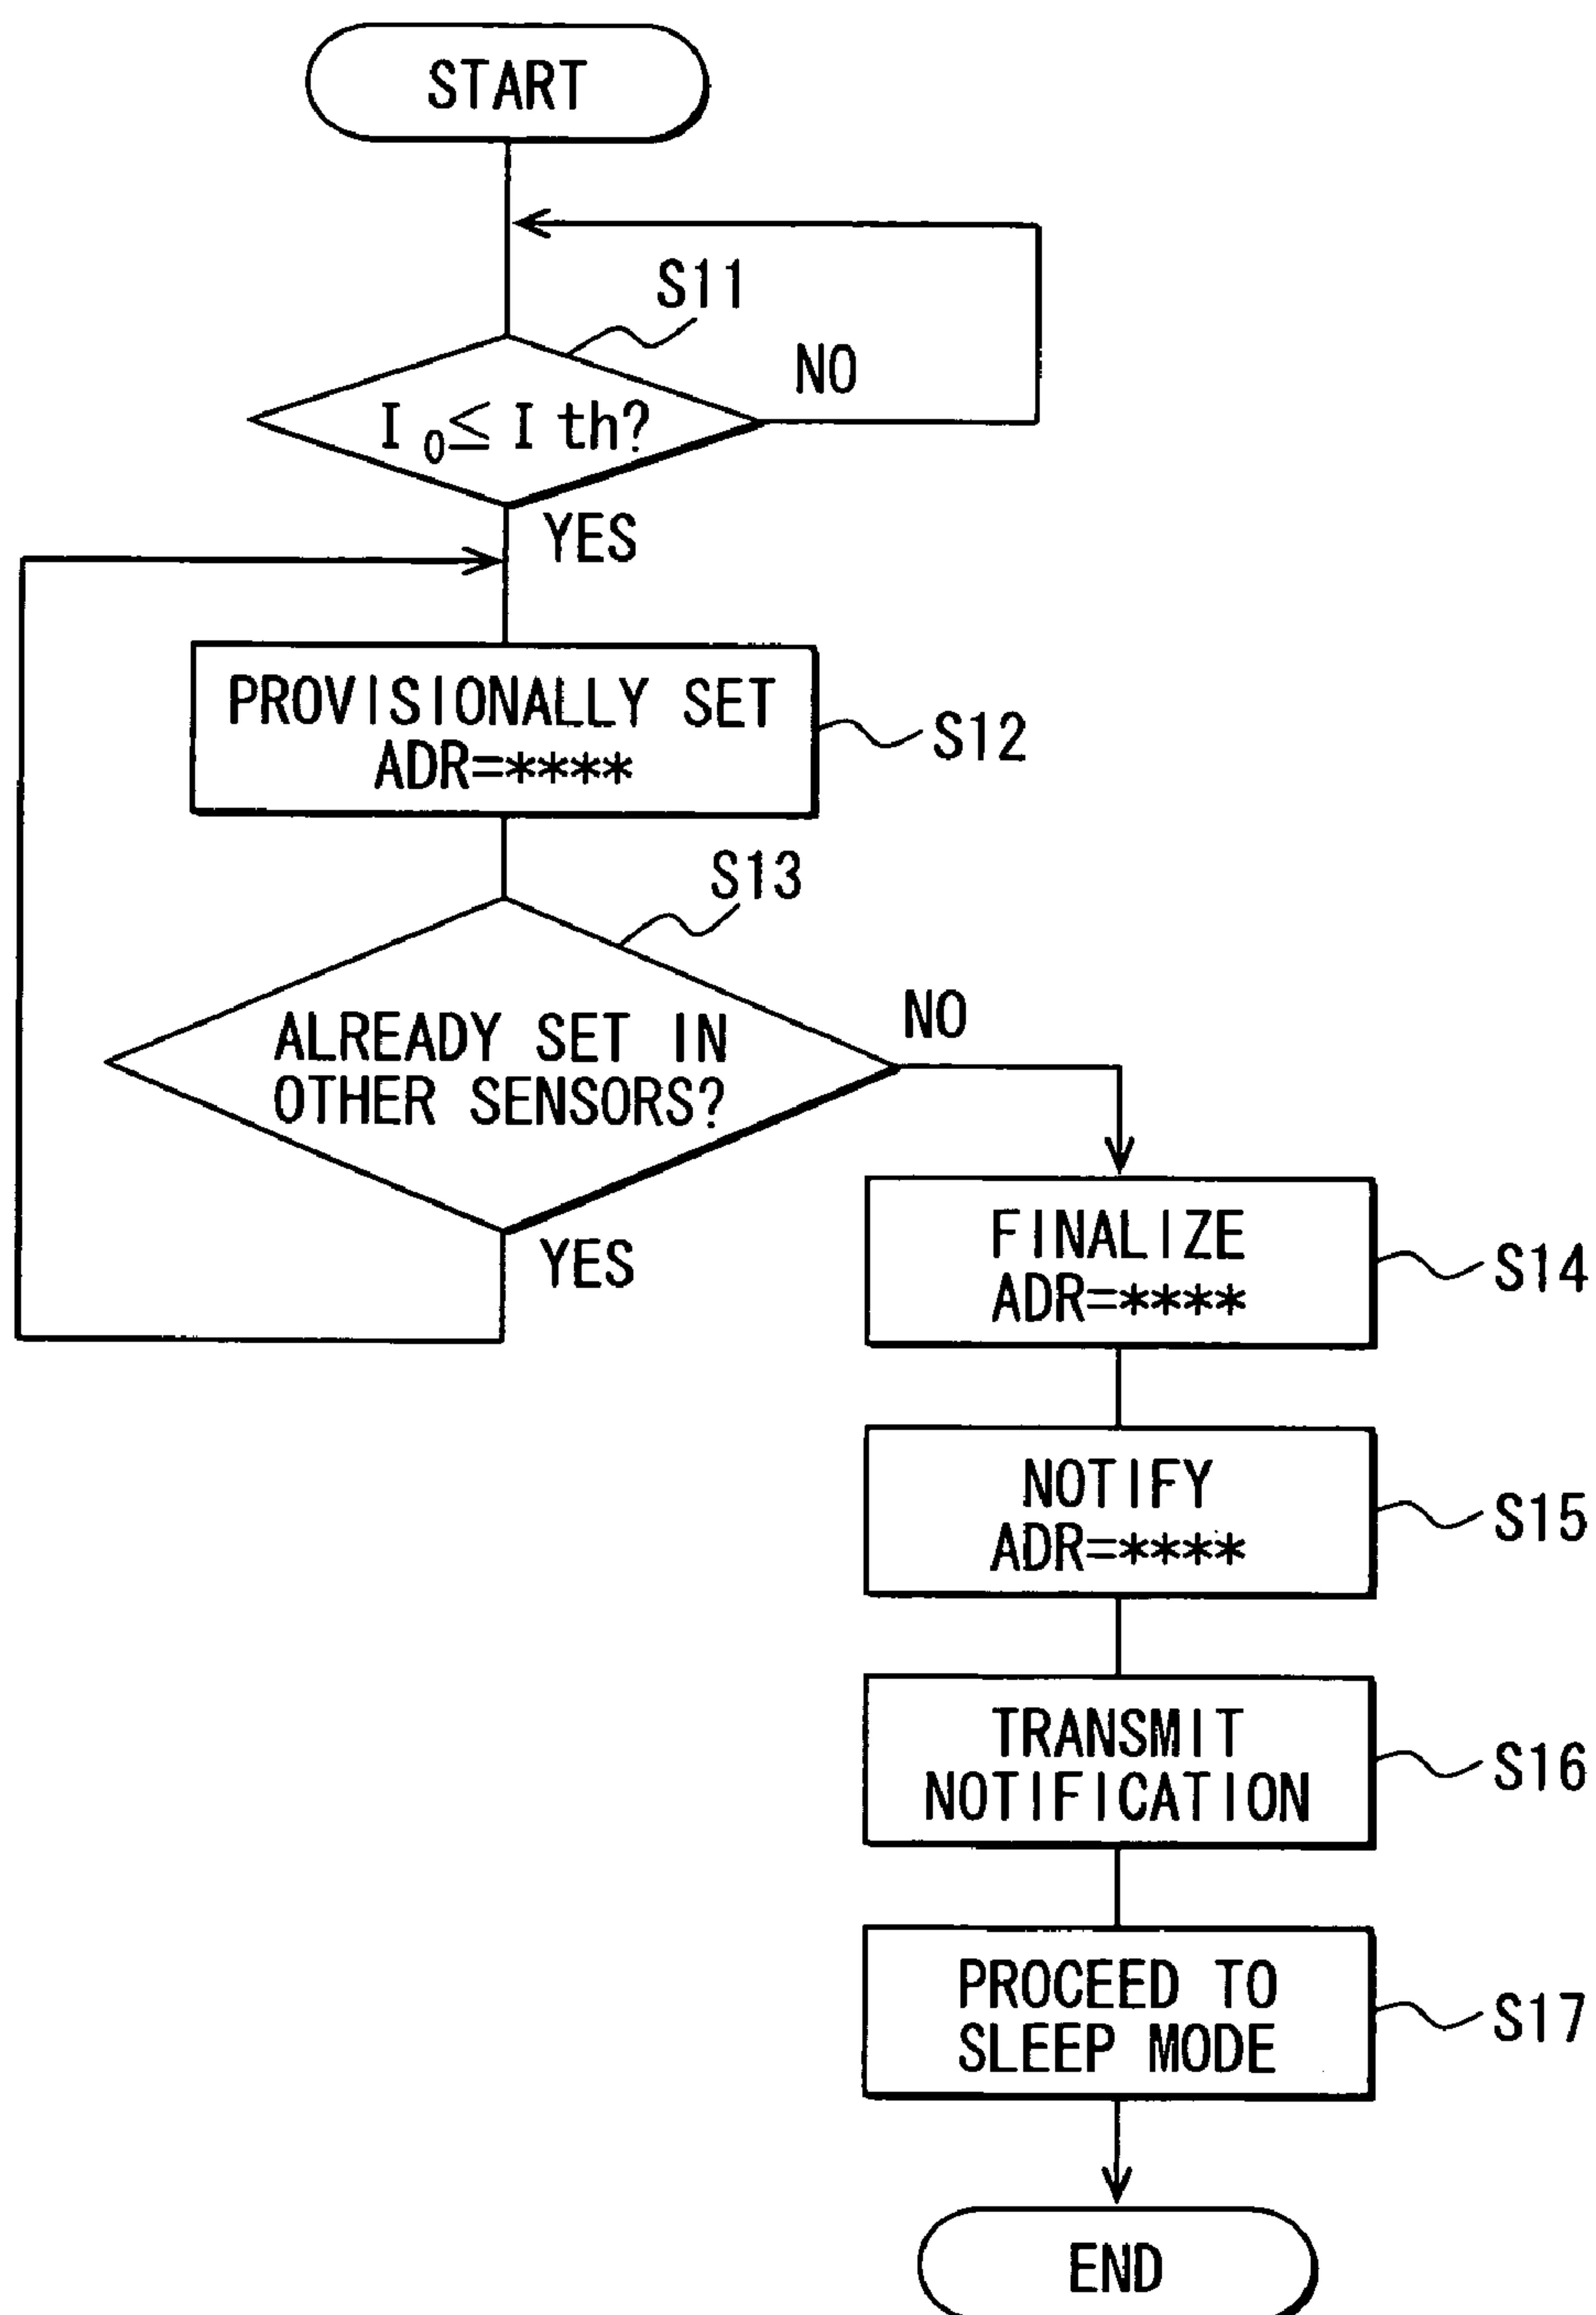 START
S11
NO
I₀≤ I th?
YES
PROVISIONALLY SET
ADR=****
S12
S13
NO
ALREADY SET IN
OTHER SENSORS?
YES
FINALIZE
ADR=****
S14
NOTIFY
ADR=****
S15
TRANSMIT
NOTIFICATION
S16
PROCEED TO
SLEEP MODE
S17
END